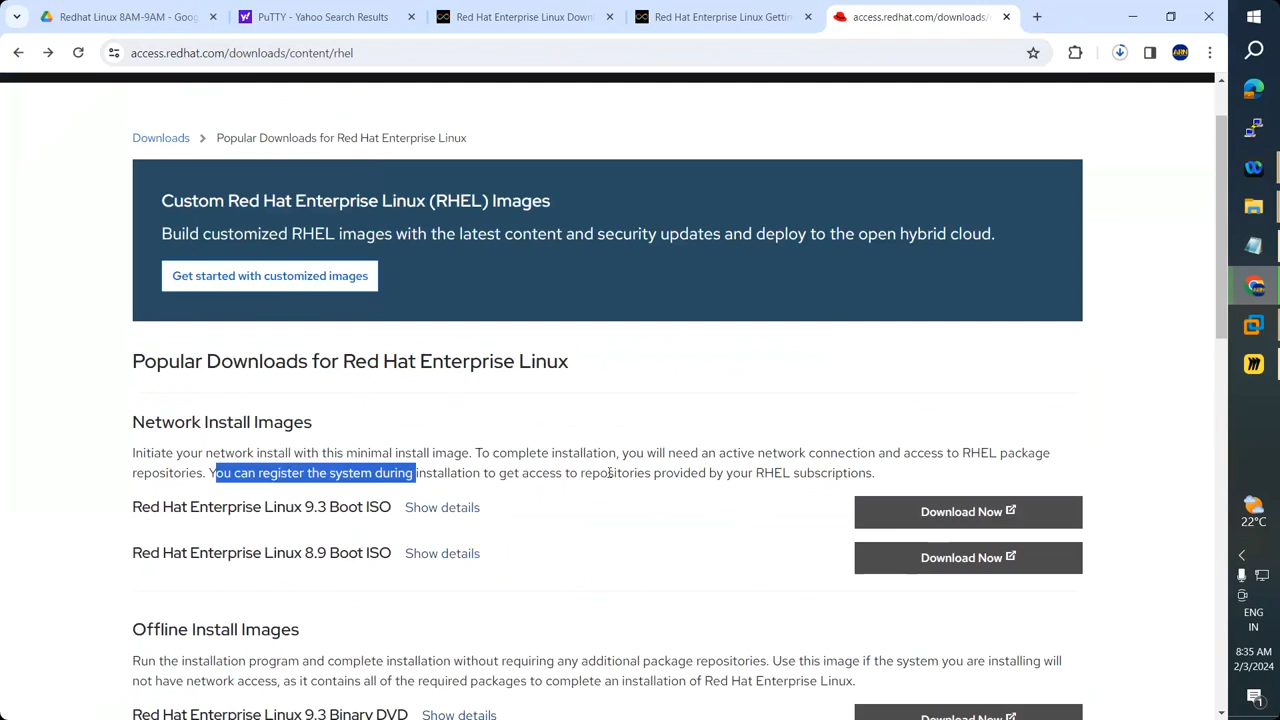 Redhat Linux 8AM-9AM - Goog
PuTTY - Yahoo Search Results
Red Hat Enterprise Linux Down
Red Hat Enterprise Linux Gettin
access.redhat.com/downloads/
access.redhat.com/downloads/content/rhel
Downloads > Popular Downloads for Red Hat Enterprise Linux
Custom Red Hat Enterprise Linux (RHEL) Images
Build customized RHEL images with the latest content and security updates and deploy to the open hybrid cloud.
Get started with customized images
Popular Downloads for Red Hat Enterprise Linux
Network Install Images
Initiate your network install with this minimal install image. To complete installation, you will need an active network connection and access to RHEL package
repositories. You can register the system during installation to get access to repositories provided by your RHEL subscriptions.
Red Hat Enterprise Linux 9.3 Boot ISO Show details Download Now
Red Hat Enterprise Linux 8.9 Boot ISO Show details Download Now
Offline Install Images
Run the installation program and complete installation without requiring any additional package repositories. Use this image if the system you are installing will
not have network access, as it contains all of the required packages to complete an installation of Red Hat Enterprise Linux.
Red Hat Enterprise Linux 9.3 Binary DVD Show details Download Now
22°C
ENG
IN
8:35 AM
2/3/2024
1